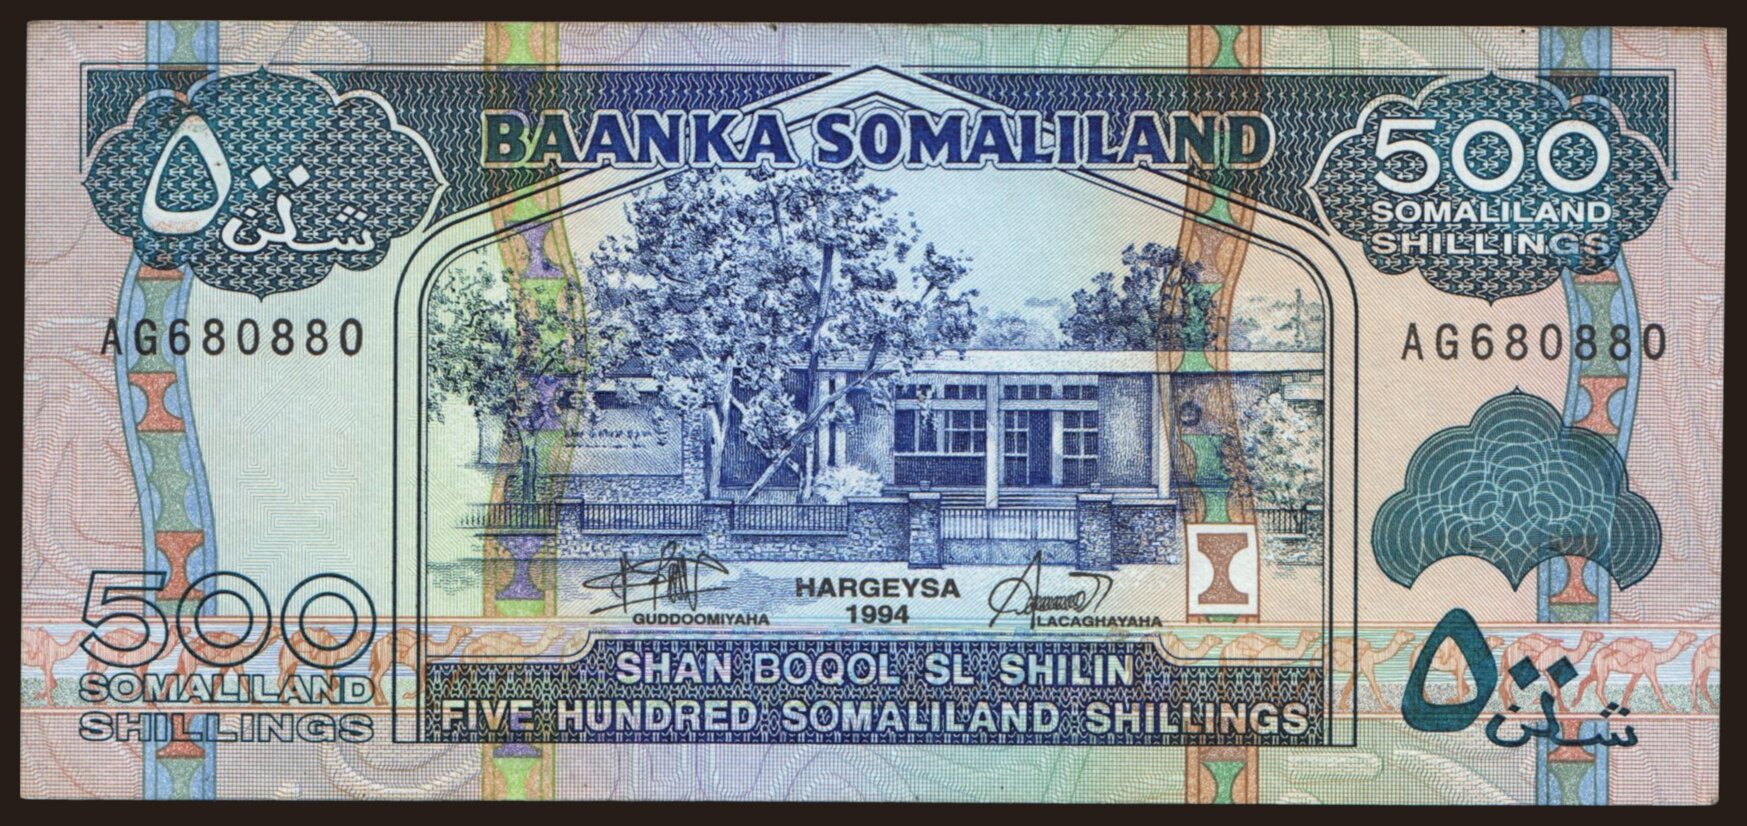 BAANKA SOMALILAND
٥٠٠
شلن
500
SOMALILAND
SHILLINGS
AG680880
AG680880
HARGEYSA
1994
GUDDOOMIYAHA
LACAGHAYAHA
500
SOMALILAND
SHILLINGS
SHAN BOQOL SL SHILIN
FIVE HUNDRED SOMALILAND SHILLINGS
٥٠٠
شلن